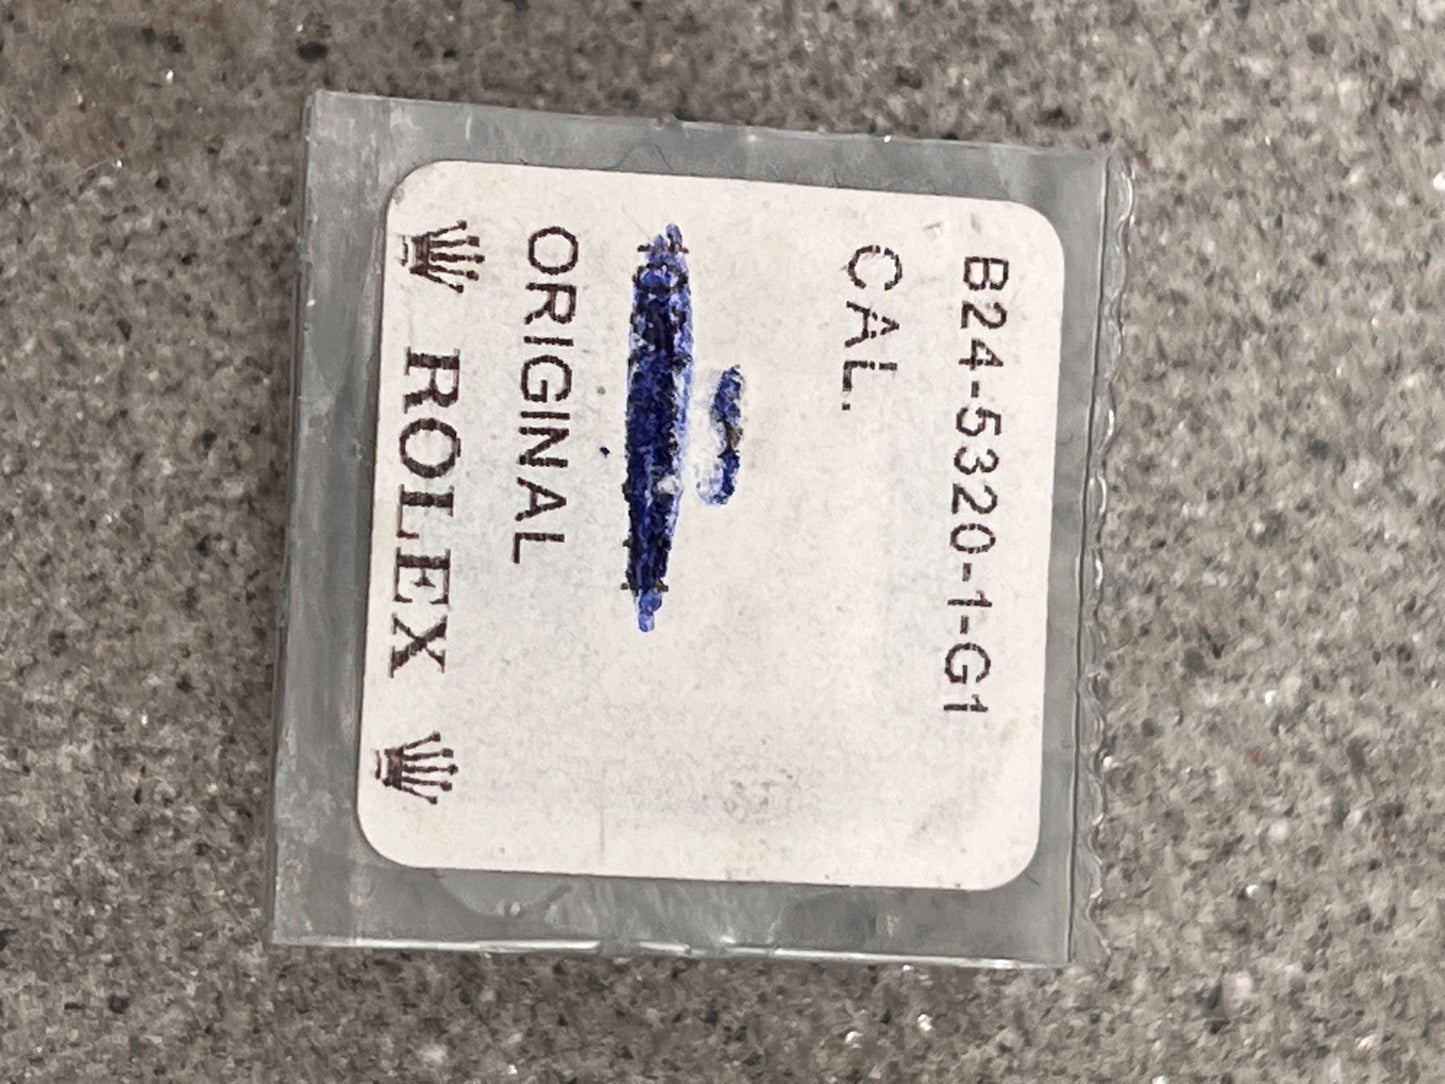 B24-5320-1-G1
CAL.
ORIGINAL
ROLEX